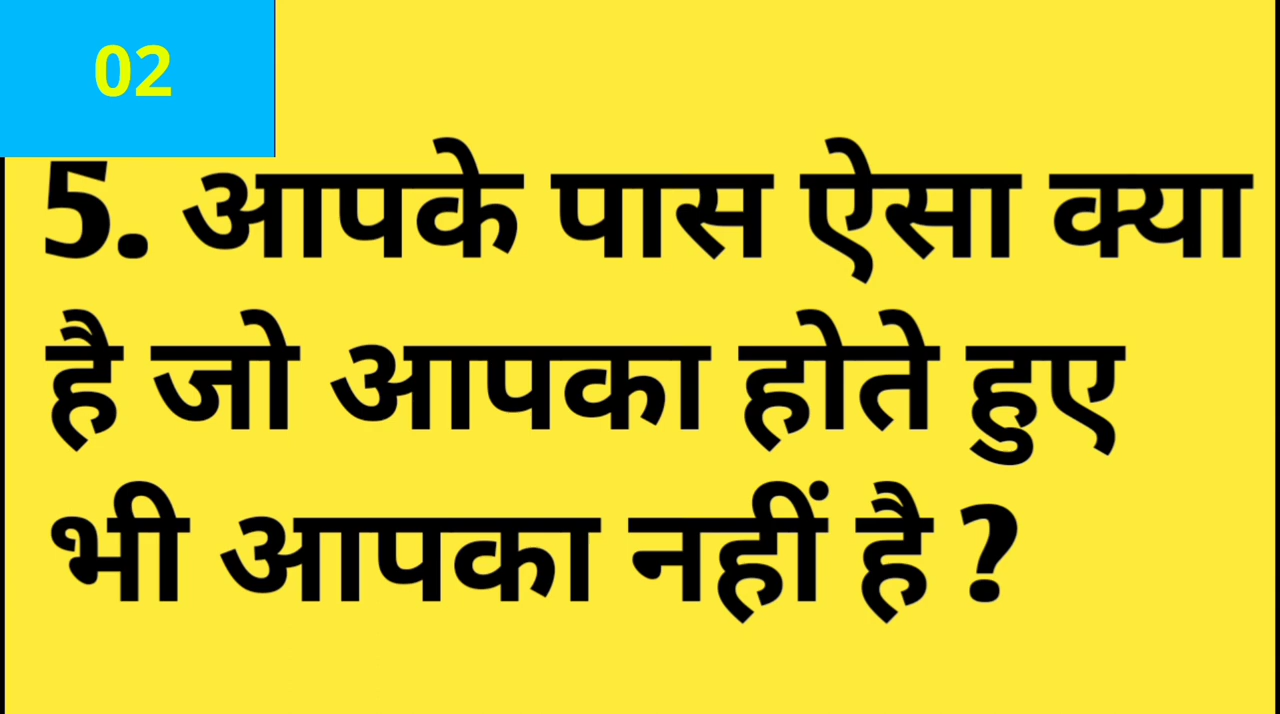 02
5. आपके पास ऐसा क्या
है जो आपका होते हुए
भी आपका नहीं है ?